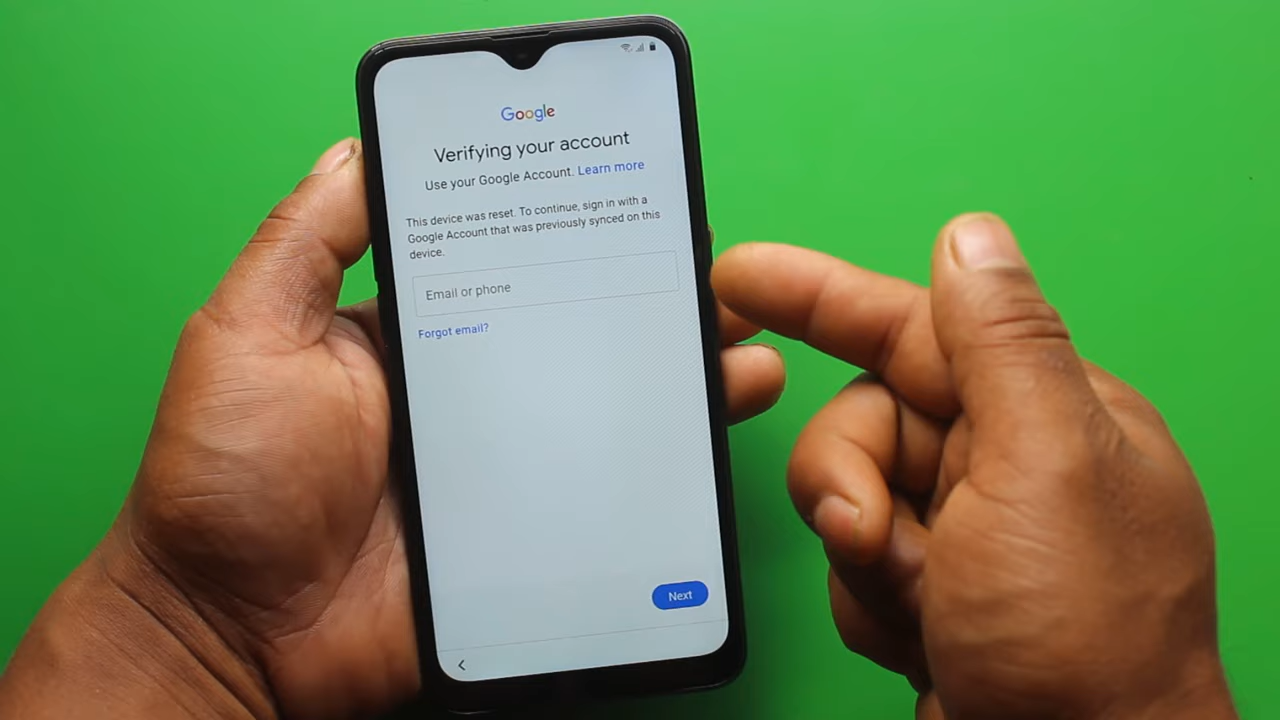 Google
Verifying your account
Use your Google Account. Learn more
This device was reset. To continue, sign in with a
Google Account that was previously synced on this
device.
Email or phone
Forgot email?
Next